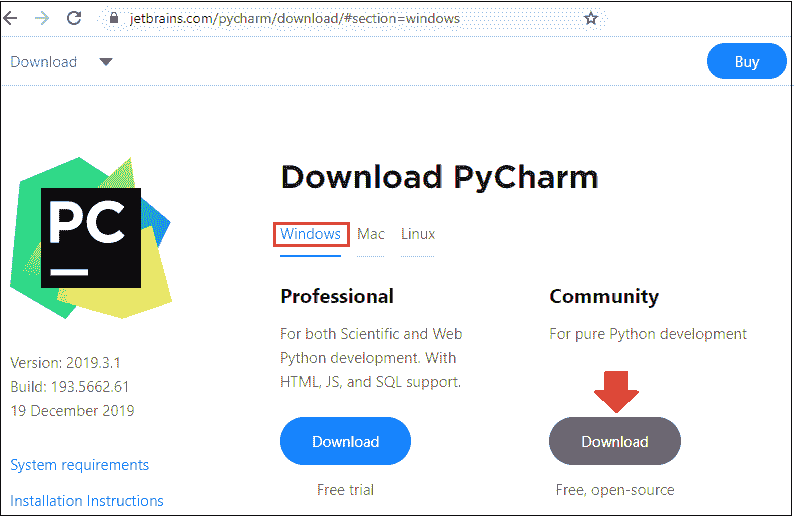 jetbrains.com/pycharm/download/#section=windows
Download
Buy
PC
Download PyCharm
Windows Mac Linux
Professional
For both Scientific and Web
Python development. With
HTML, JS, and SQL support.
Download
Free trial
Community
For pure Python development
Download
Free, open-source
Version: 2019.3.1
Build: 193.5662.61
19 December 2019
System requirements
Installation Instructions